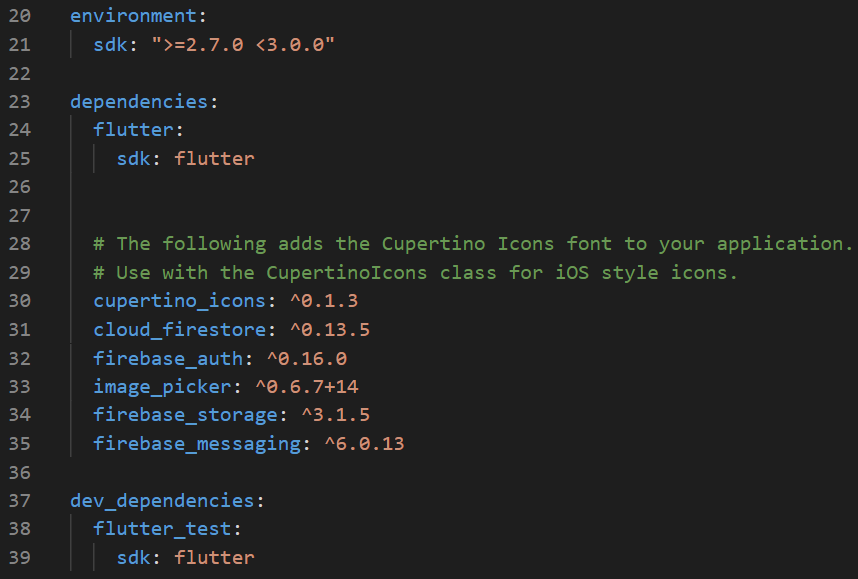 20 environment:
21   sdk: ">=2.7.0 <3.0.0"
22
23 dependencies:
24   flutter:
25     sdk: flutter
26
27
28   # The following adds the Cupertino Icons font to your application.
29   # Use with the CupertinoIcons class for iOS style icons.
30   cupertino_icons: ^0.1.3
31   cloud_firestore: ^0.13.5
32   firebase_auth: ^0.16.0
33   image_picker: ^0.6.7+14
34   firebase_storage: ^3.1.5
35   firebase_messaging: ^6.0.13
36
37 dev_dependencies:
38   flutter_test:
39     sdk: flutter